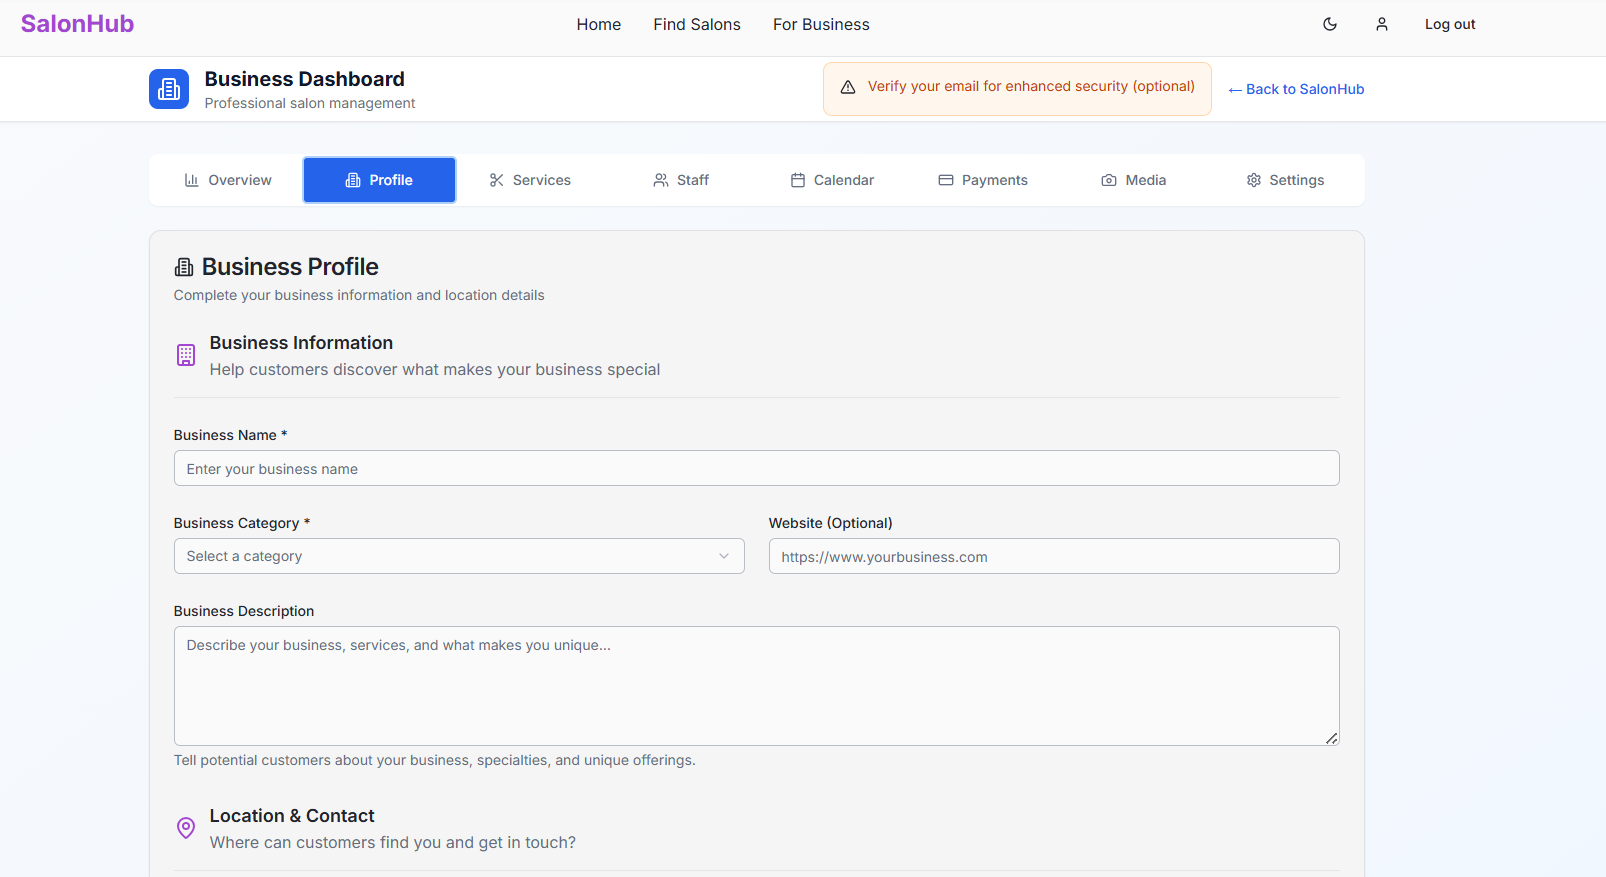 SalonHub
Home Find Salons For Business
Log out
Business Dashboard
Professional salon management
Verify your email for enhanced security (optional)
← Back to SalonHub
Overview Profile Services Staff Calendar Payments Media Settings
Business Profile
Complete your business information and location details
Business Information
Help customers discover what makes your business special
Business Name *
Enter your business name
Business Category * Website (Optional)
Select a category https://www.yourbusiness.com
Business Description
Describe your business, services, and what makes you unique...
Tell potential customers about your business, specialties, and unique offerings.
Location & Contact
Where can customers find you and get in touch?